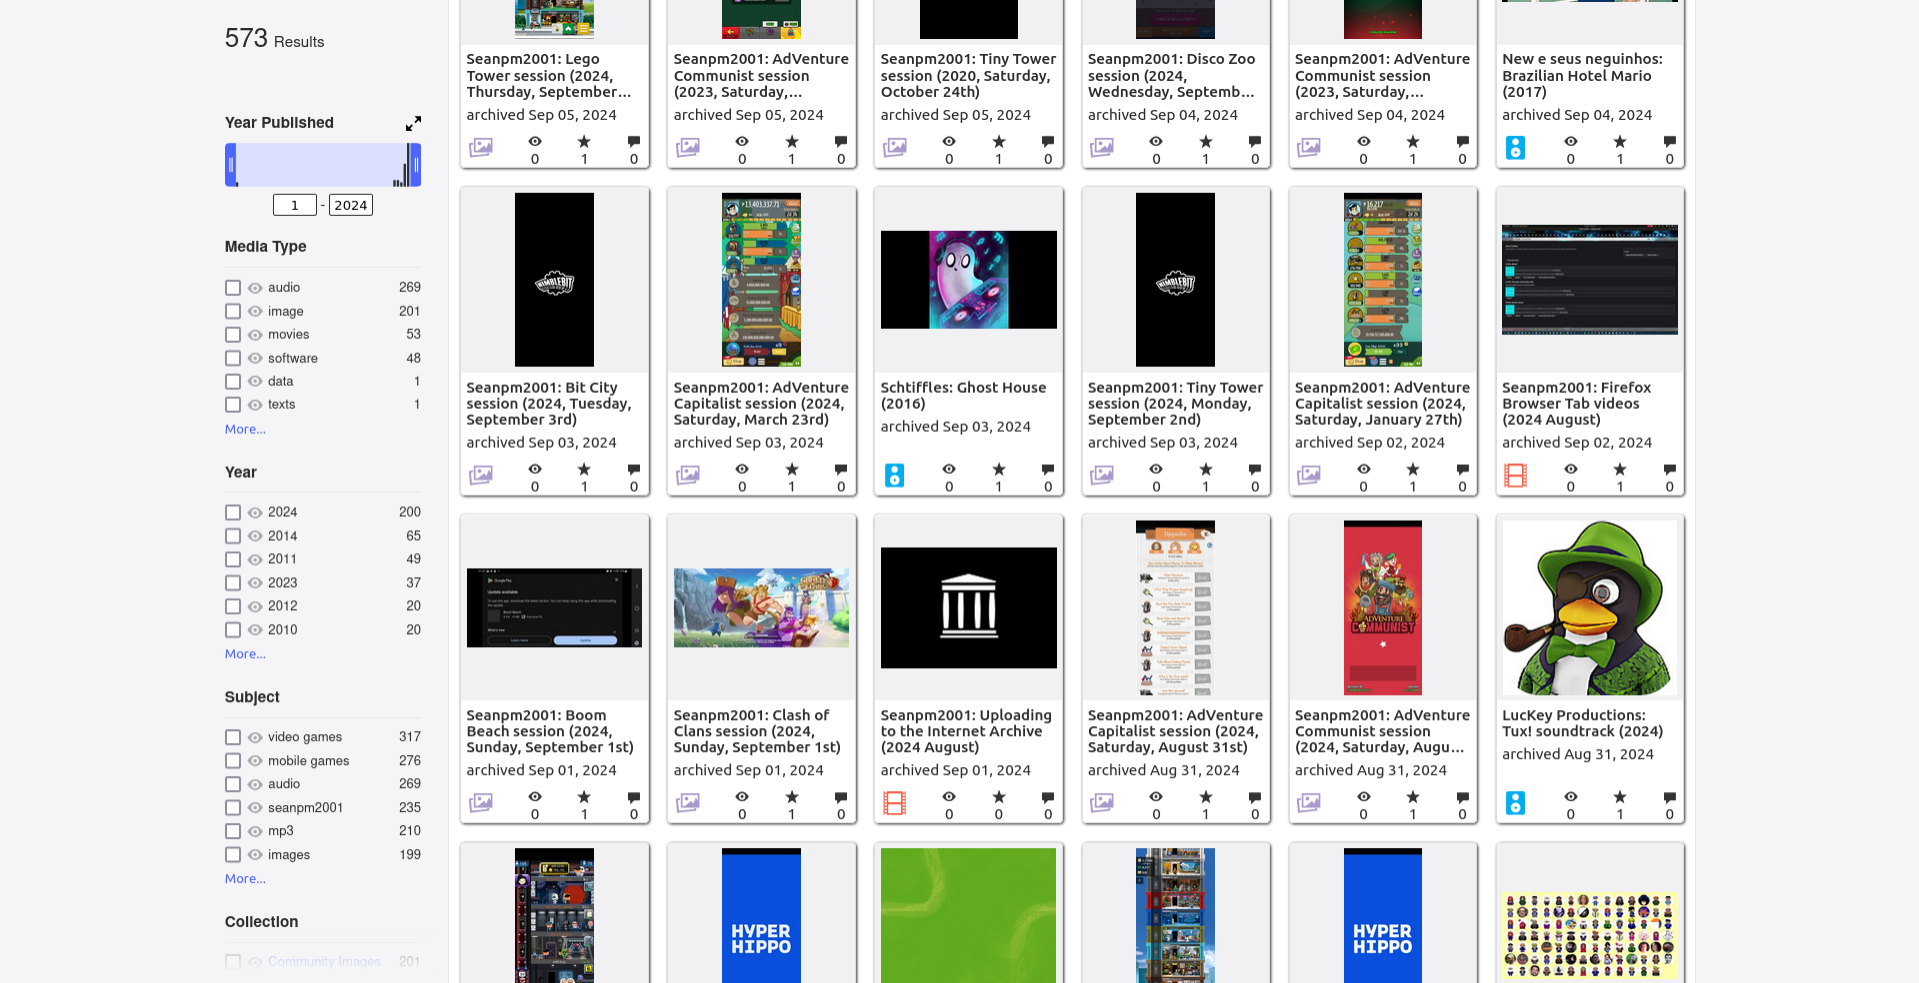 573 Results
Year Published
1 - 2024
Media Type
audio 269
image 201
movies 53
software 48
data 1
texts 1
More...
Year
2024 200
2014 65
2011 49
2023 37
2012 20
2010 20
More...
Subject
video games 317
mobile games 276
audio 269
seanpm2001 235
mp3 210
images 199
More...
Collection
Community Images 201
Seanpm2001: Lego
Tower session (2024,
Thursday, September...
archived Sep 05, 2024
0 1 0
Seanpm2001: AdVenture
Communist session
(2023, Saturday,...
archived Sep 05, 2024
0 1 0
Seanpm2001: Tiny Tower
session (2020, Saturday,
October 24th)
archived Sep 05, 2024
0 1 0
Seanpm2001: Disco Zoo
session (2024,
Wednesday, Septemb...
archived Sep 04, 2024
0 1 0
Seanpm2001: AdVenture
Communist session
(2023, Saturday,...
archived Sep 04, 2024
0 1 0
New e seus neguinhos:
Brazilian Hotel Mario
(2017)
archived Sep 04, 2024
0 1 0
NIMBLEBIT
Seanpm2001: Bit City
session (2024, Tuesday,
September 3rd)
archived Sep 03, 2024
0 1 0
13,403,337.71
Seanpm2001: AdVenture
Capitalist session (2024,
Saturday, March 23rd)
archived Sep 03, 2024
0 1 0
Schtiffles: Ghost House
(2016)
archived Sep 03, 2024
0 1 0
NIMBLEBIT
Seanpm2001: Tiny Tower
session (2024, Monday,
September 2nd)
archived Sep 03, 2024
0 1 0
16,217
Seanpm2001: AdVenture
Capitalist session (2024,
Saturday, January 27th)
archived Sep 02, 2024
0 1 0
Seanpm2001: Firefox
Browser Tab videos
(2024 August)
archived Sep 02, 2024
0 1 0
Google Play
Update available
Seanpm2001: Boom
Beach session (2024,
Sunday, September 1st)
archived Sep 01, 2024
0 1 0
Seanpm2001: Clash of
Clans session (2024,
Sunday, September 1st)
archived Sep 01, 2024
0 1 0
Seanpm2001: Uploading
to the Internet Archive
(2024 August)
archived Sep 01, 2024
0 0 0
Upgrades
Seanpm2001: AdVenture
Capitalist session (2024,
Saturday, August 31st)
archived Aug 31, 2024
0 1 0
ADVENTURE
COMMUNIST
Seanpm2001: AdVenture
Communist session
(2024, Saturday, Augu...
archived Aug 31, 2024
0 1 0
LucKey Productions:
Tux! soundtrack (2024)
archived Aug 31, 2024
0 1 0
HYPER
HIPPO
HYPER
HIPPO